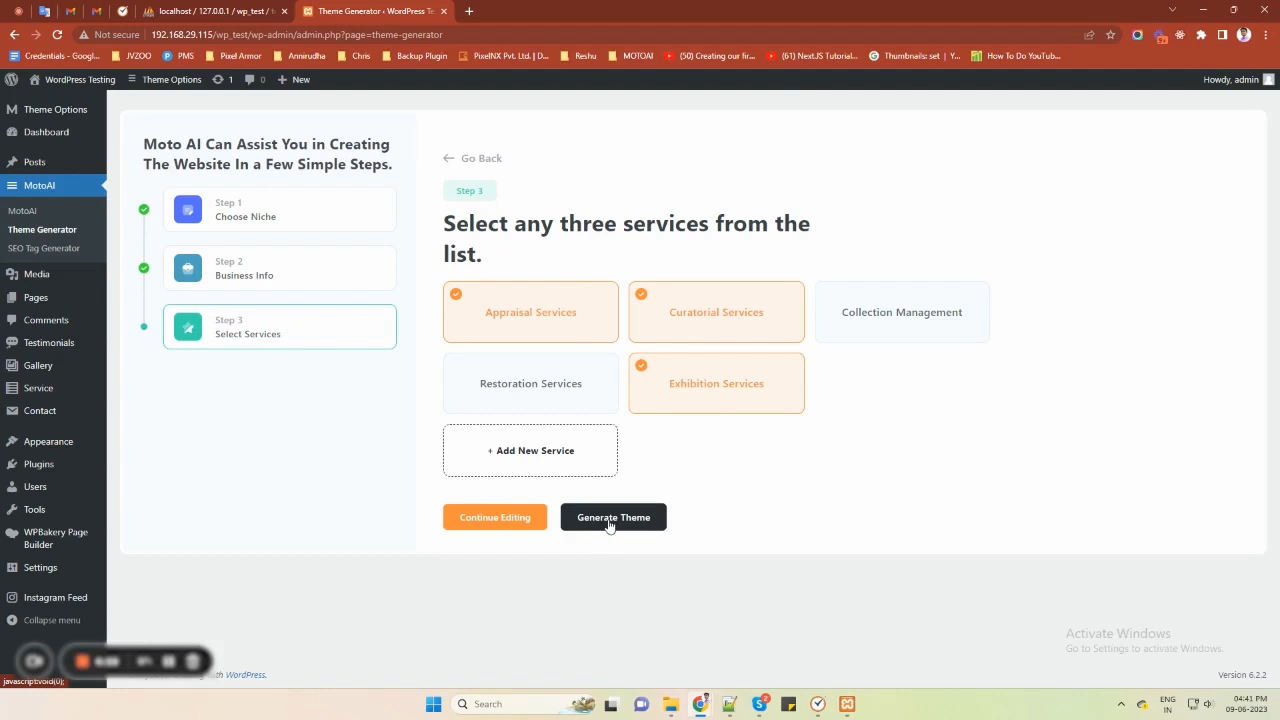 localhost / 127.0.0.1 / wp_test / t
Theme Generator ‹ WordPress T
Not secure
192.168.29.115/wp_test/wp-admin/admin.php?page=theme-generator
Credentials - Googl...
JVZOO
PMS
Pixel Armor
Annirudha
Chris
Backup Plugin
PixelNX Pvt. Ltd. | D...
Reshu
MOTOAI
(50) Creating our fir...
(61) NextJS Tutorial...
Thumbnails: set | Y...
How To Do YouTub...
WordPress Testing
Theme Options
1
0
New
Howdy, admin
Theme Options
Dashboard
Posts
MotoAI
MotoAI
Theme Generator
SEO Tag Generator
Media
Pages
Comments
Testimonials
Gallery
Service
Contact
Appearance
Plugins
Users
Tools
WPBakery Page
Builder
Settings
Instagram Feed
Collapse menu
Moto AI Can Assist You in Creating
The Website In a Few Simple Steps.
Step 1
Choose Niche
Step 2
Business Info
Step 3
Select Services
Go Back
Step 3
Select any three services from the
list.
Appraisal Services
Curatorial Services
Collection Management
Restoration Services
Exhibition Services
+ Add New Service
Continue Editing
Generate Theme
Activate Windows
Go to Settings to activate Windows.
WordPress.
Version 6.2.2
javascript:void(0);
Search
2
ENG
IN
04:41 PM
09-06-2023